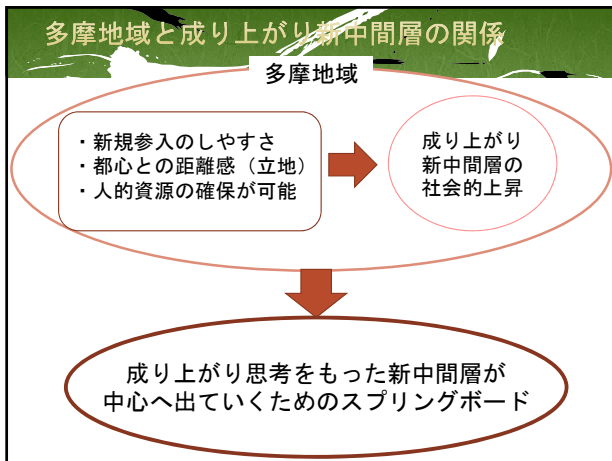 多摩地域と成り上がり新中間層の関係
多摩地域
・新規参入のしやすさ
・都心との距離感（立地）
・人的資源の確保が可能
成り上がり
新中間層の
社会的上昇
成り上がり思考をもった新中間層が
中心へ出ていくためのスプリングボード